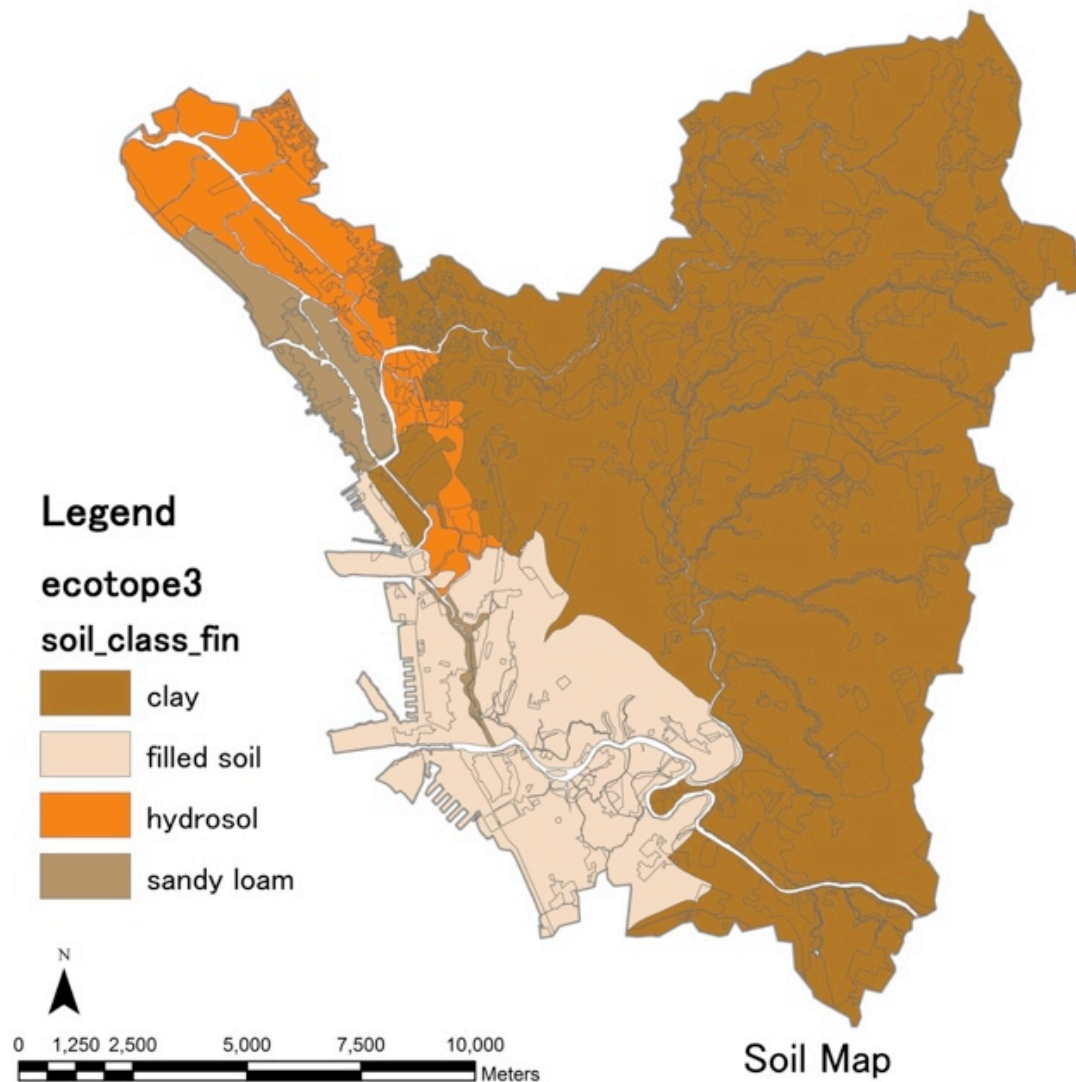 Legend
ecotope3
soil_class_fin
clay
filled soil
hydrosol
sandy loam
N
0 1,250 2,500 5,000 7,500 10,000
Meters
Soil Map